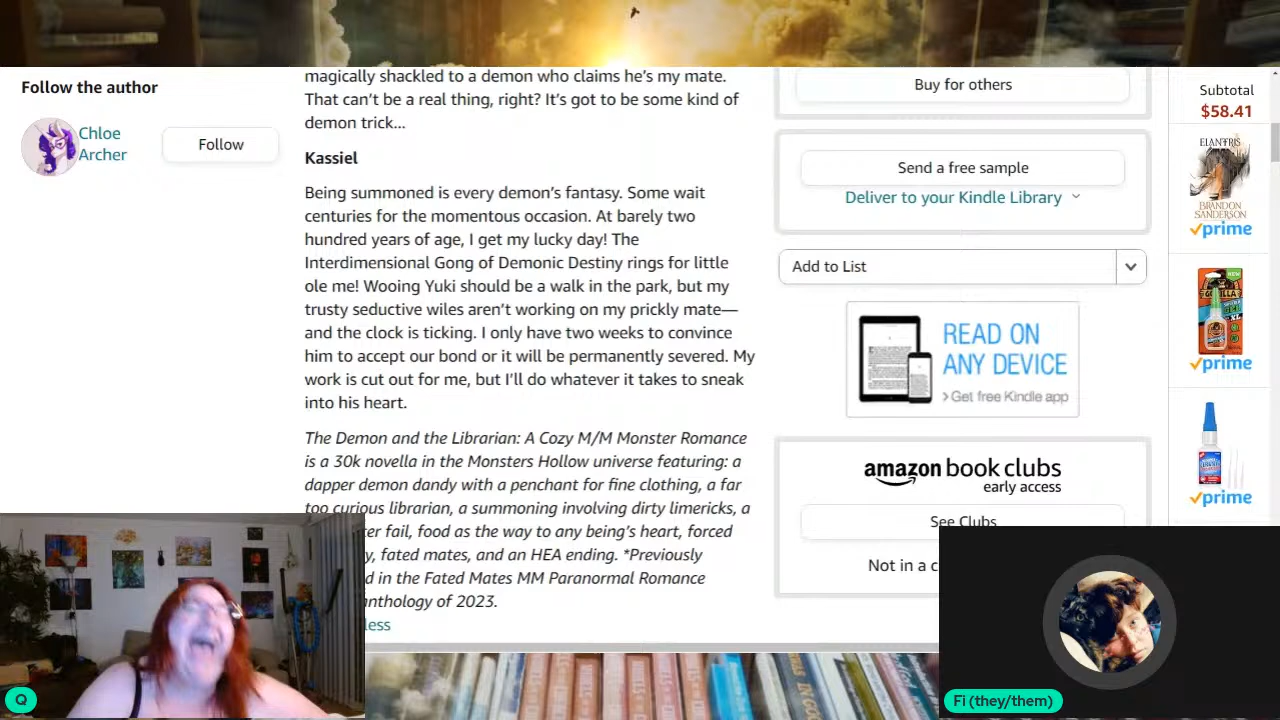 Follow the author
Chloe
Archer
Follow
magically shackled to a demon who claims he's my mate.
That can't be a real thing, right? It's got to be some kind of
demon trick...
Kassiel
Being summoned is every demon's fantasy. Some wait
centuries for the momentous occasion. At barely two
hundred years of age, I get my lucky day! The
Interdimensional Gong of Demonic Destiny rings for little
ole me! Wooing Yuki should be a walk in the park, but my
trusty seductive wiles aren't working on my prickly mate—
and the clock is ticking. I only have two weeks to convince
him to accept our bond or it will be permanently severed. My
work is cut out for me, but I'll do whatever it takes to sneak
into his heart.
The Demon and the Librarian: A Cozy M/M Monster Romance
is a 30k novella in the Monsters Hollow universe featuring: a
dapper demon dandy with a penchant for fine clothing, a far
too curious librarian, a summoning involving dirty limericks, a
er fail, food as the way to any being's heart, forced
y, fated mates, and an HEA ending. *Previously
d in the Fated Mates MM Paranormal Romance
nthology of 2023.
less
Buy for others
Send a free sample
Deliver to your Kindle Library
Add to List
READ ON
ANY DEVICE
> Get free Kindle app
amazon book clubs
early access
See Clubs
Not in a c
Subtotal
$58.41
ELANTRIS
BRANDON
SANDERSON
prime
NEW
GORILLA
XL
prime
prime
Q
Fi (they/them)